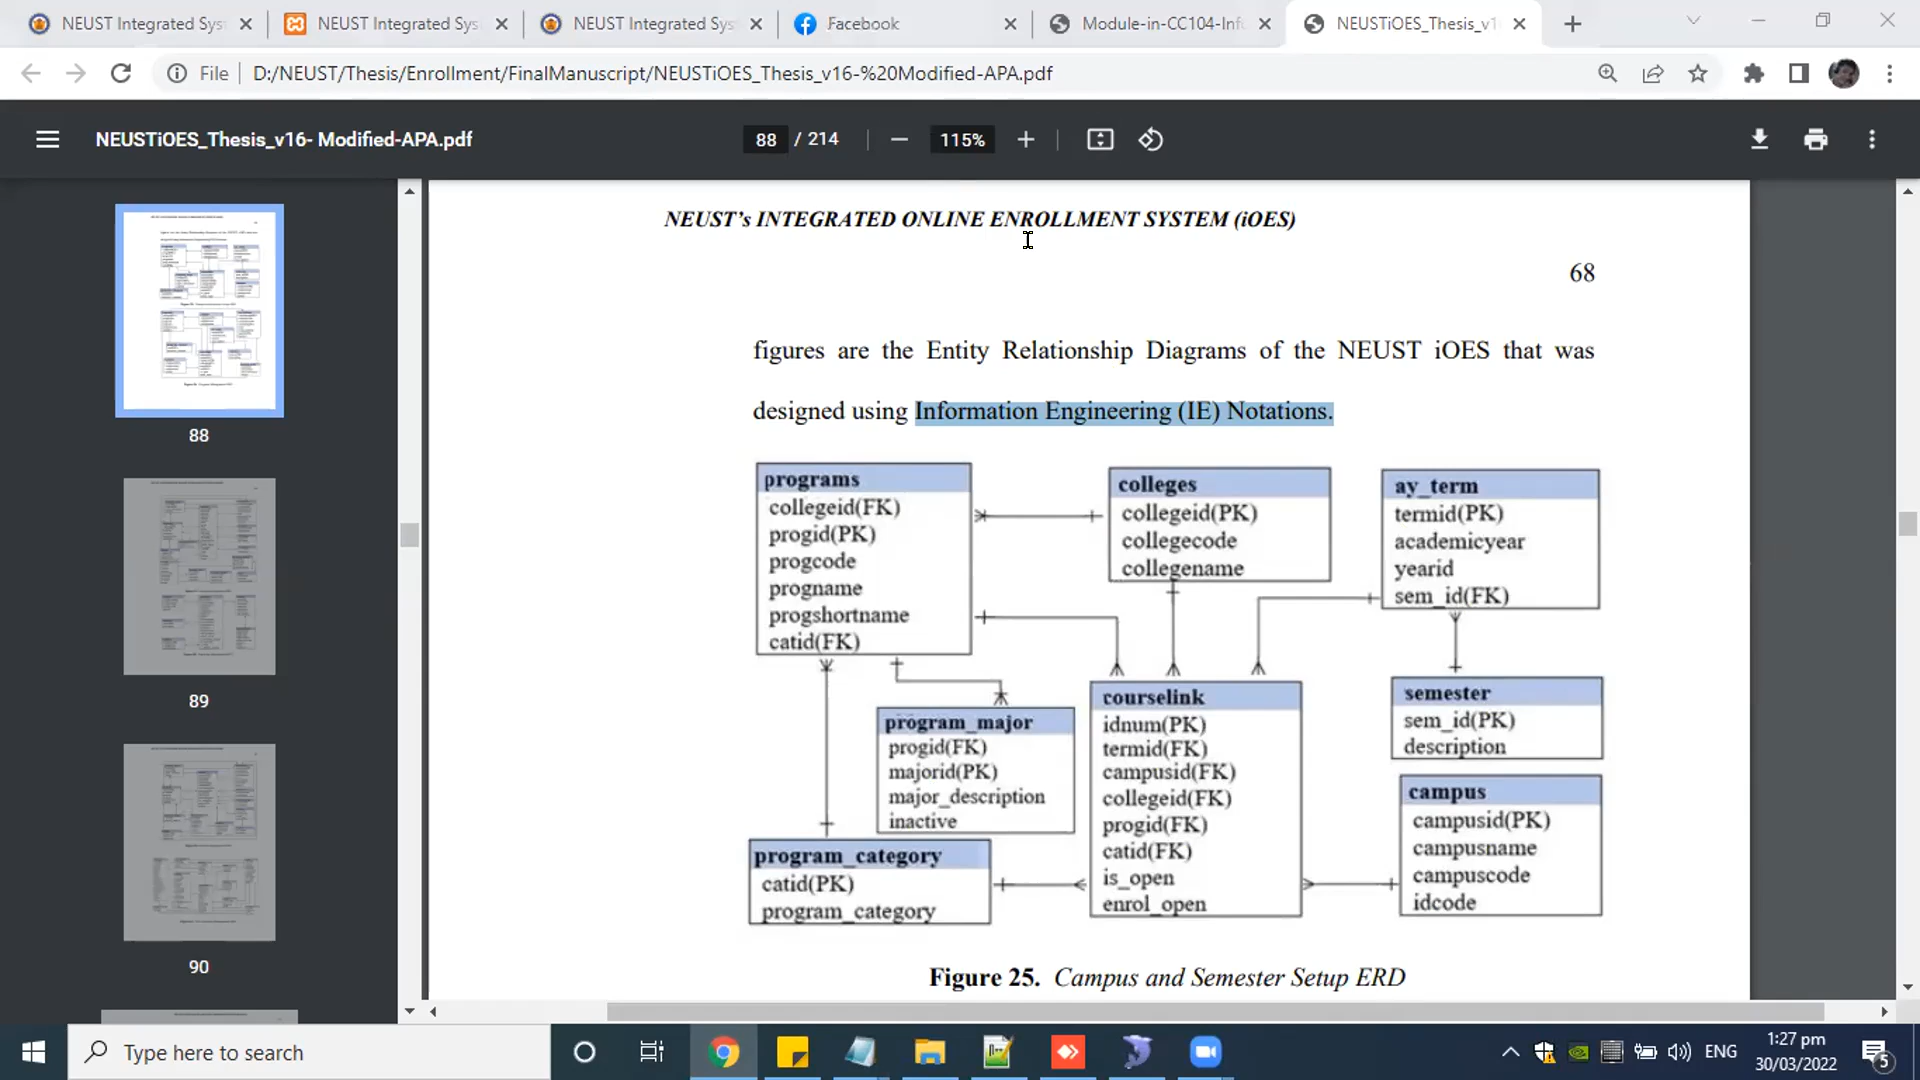 NEUST Integrated Sys
NEUST Integrated Sys
NEUST Integrated Sys
Facebook
Module-in-CC104-Info
NEUSTiOES_Thesis_v1
File
D:/NEUST/Thesis/Enrollment/FinalManuscript/NEUSTiOES_Thesis_v16-%20Modified-APA.pdf
NEUSTiOES_Thesis_v16- Modified-APA.pdf
88 / 214
115%
88
89
90
NEUST's INTEGRATED ONLINE ENROLLMENT SYSTEM (iOES)
68
figures are the Entity Relationship Diagrams of the NEUST iOES that was
designed using Information Engineering (IE) Notations.
programs
collegeid(FK)
progid(PK)
progcode
progname
progshortname
catid(FK)
colleges
collegeid(PK)
collegecode
collegename
ay_term
termid(PK)
academicyear
yearid
sem_id(FK)
program_major
progid(FK)
majorid(PK)
major_description
inactive
courselink
idnum(PK)
termid(FK)
campusid(FK)
collegeid(FK)
progid(FK)
catid(FK)
is_open
enrol_open
semester
sem_id(PK)
description
campus
campusid(PK)
campusname
campuscode
idcode
program_category
catid(PK)
program_category
Figure 25. Campus and Semester Setup ERD
Type here to search
ENG
1:27 pm
30/03/2022
5